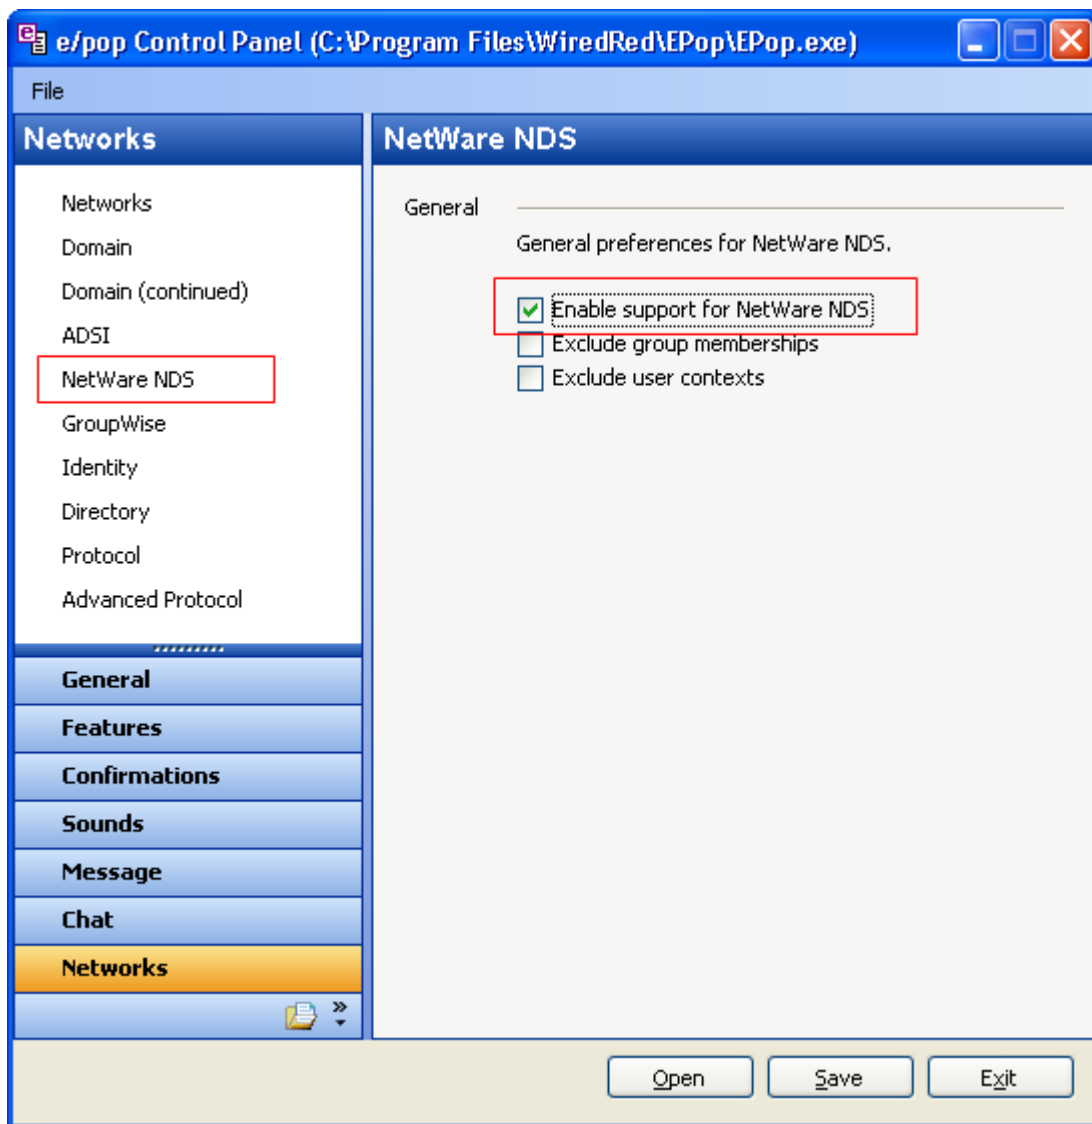 e/pop Control Panel (C:\Program Files\WiredRed\EPop\EPop.exe)
File
Networks
Networks
Domain
Domain (continued)
ADSI
NetWare NDS
GroupWise
Identity
Directory
Protocol
Advanced Protocol
General
Features
Confirmations
Sounds
Message
Chat
Networks
NetWare NDS
General
General preferences for NetWare NDS.
Enable support for NetWare NDS
Exclude group memberships
Exclude user contexts
Open Save Exit